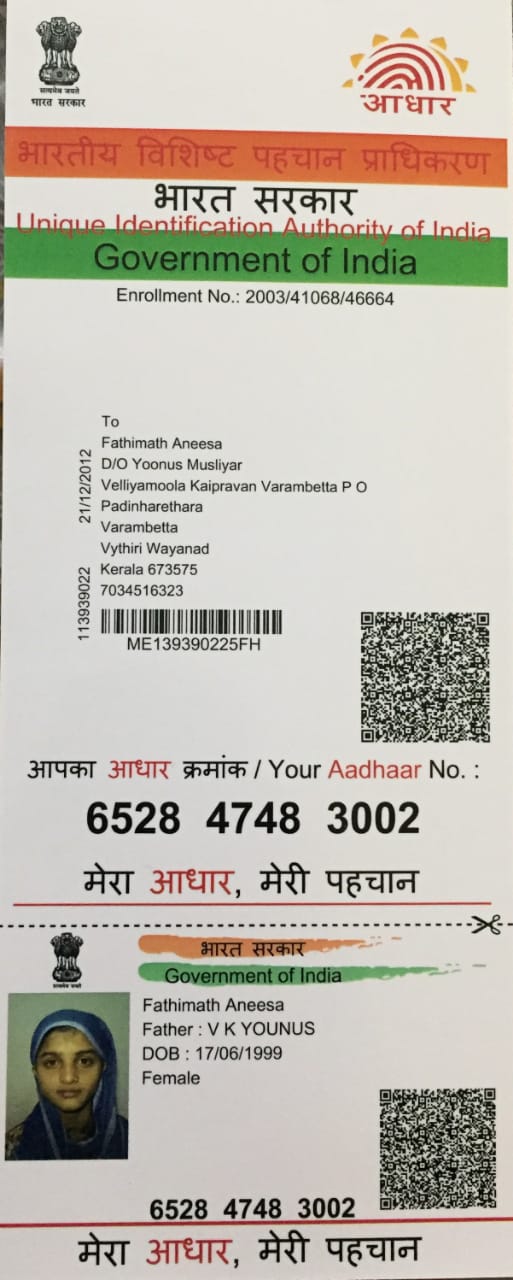 सत्यमेव जयते
भारत सरकार
आधार
भारतीय विशिष्ट पहचान प्राधिकरण
भारत सरकार
Unique Identification Authority of India
Government of India
Enrollment No.: 2003/41068/46664
To
Fathimath Aneesa
D/O Yoonus Musliyar
Velliyamoola Kaipravan Varambetta P O
Padinharethara
Varambetta
Vythiri Wayanad
Kerala 673575
7034516323
21/12/2012
113939022
ME139390225FH
आपका आधार क्रमांक / Your Aadhaar No. :
6528 4748 3002
मेरा आधार, मेरी पहचान
सत्यमेव जयते
भारत सरकार
Government of India
Fathimath Aneesa
Father : V K YOUNUS
DOB : 17/06/1999
Female
6528 4748 3002
मेरा आधार, मेरी पहचान